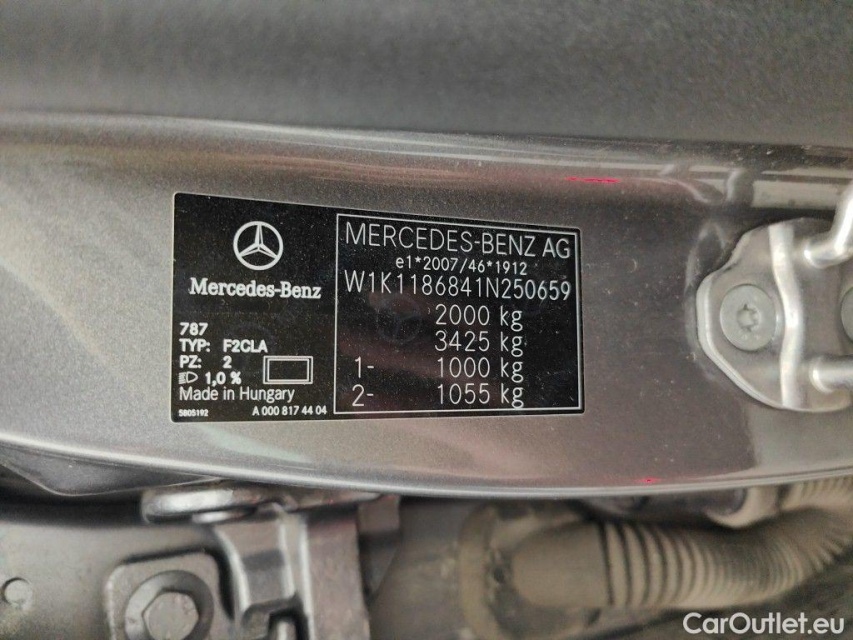 Mercedes-Benz
787
TYP: F2CLA
PZ: 2
1,0 %
Made in Hungary
5805192 A 000 817 44 04
MERCEDES-BENZ AG
e1*2007/46*1912
W1K1186841N250659
2000 kg
3425 kg
1- 1000 kg
2- 1055 kg
CarOutlet.eu